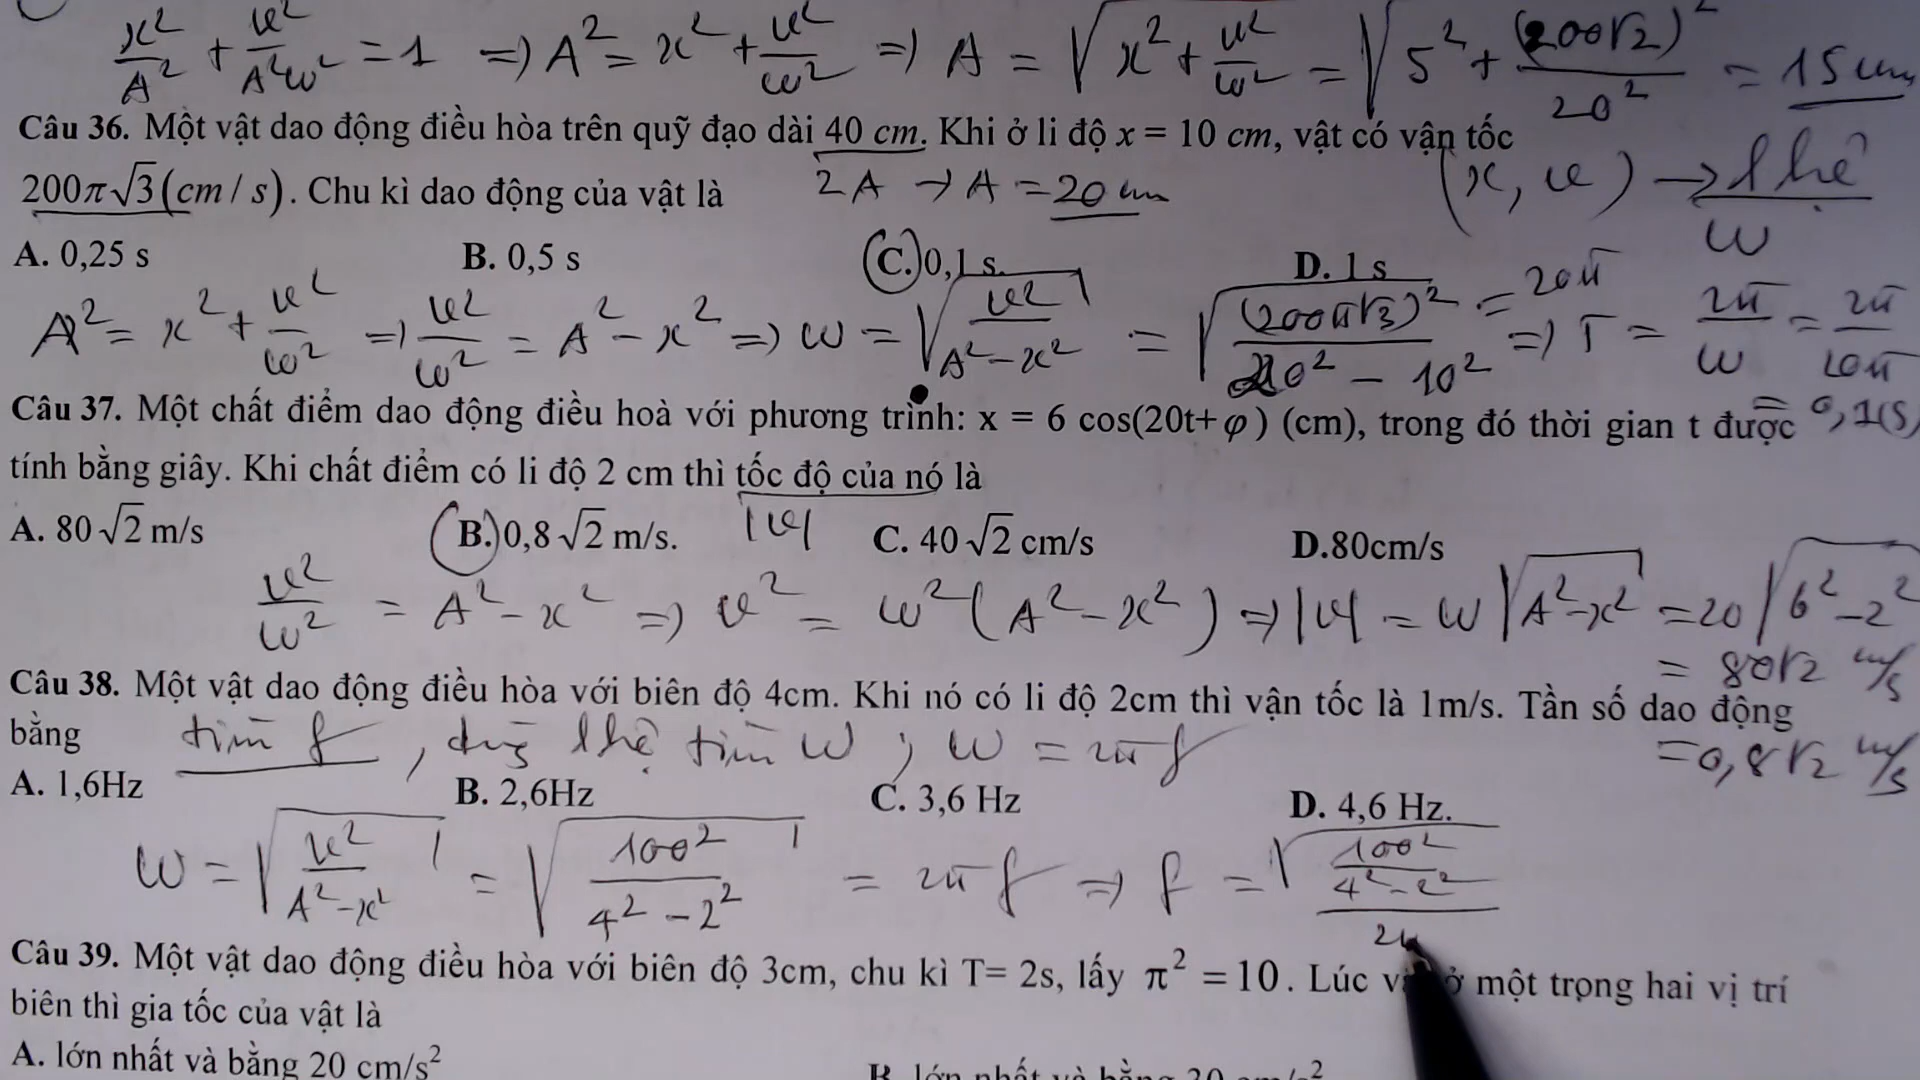 x²/A² + v²/A²ω² = 1 => A² = x² + v²/ω² => A = √(x² + v²/ω²) = √(5² + (200√2)²/20²) = 15 cm
Câu 36. Một vật dao động điều hòa trên quỹ đạo dài 40 cm. Khi ở li độ x = 10 cm, vật có vận tốc
200π√3 (cm / s). Chu kì dao động của vật là
2A → A = 20 cm
(x, v) →
ω
A. 0,25 s B. 0,5 s C. 0,1 s. D. 1 s
A² = x² + v²/ω² => v²/ω² = A² - x² => ω = √(v²/(A² - x²)) = √((200π√3)²/(20² - 10²)) = 20π => T = 2π/ω = 2π/20π
= 0,1(s)
Câu 37. Một chất điểm dao động điều hoà với phương trình: x = 6 cos(20t+φ) (cm), trong đó thời gian t được
tính bằng giây. Khi chất điểm có li độ 2 cm thì tốc độ của nó là
|v|
A. 80√2 m/s B. 0,8√2 m/s. C. 40√2 cm/s D.80cm/s
v²/ω² = A² - x² => v² = ω²(A² - x²) => |v| = ω√(A² - x²) = 20√(6² - 2²)
= 80√2 m/s
Câu 38. Một vật dao động điều hòa với biên độ 4cm. Khi nó có li độ 2cm thì vận tốc là 1m/s. Tần số dao động
bằng
tìm f, tìm ω ; ω = 2πf
= 0,8√2 m/s
A. 1,6Hz B. 2,6Hz C. 3,6 Hz D. 4,6 Hz.
ω = √(v²/(A² - x²)) = √(100²/(4² - 2²)) = 2πf => f = √(100²/(4² - 2²))/2
Câu 39. Một vật dao động điều hòa với biên độ 3cm, chu kì T= 2s, lấy π² = 10. Lúc ở một trong hai vị trí
biên thì gia tốc của vật là
A. lớn nhất và bằng 20 cm/s²